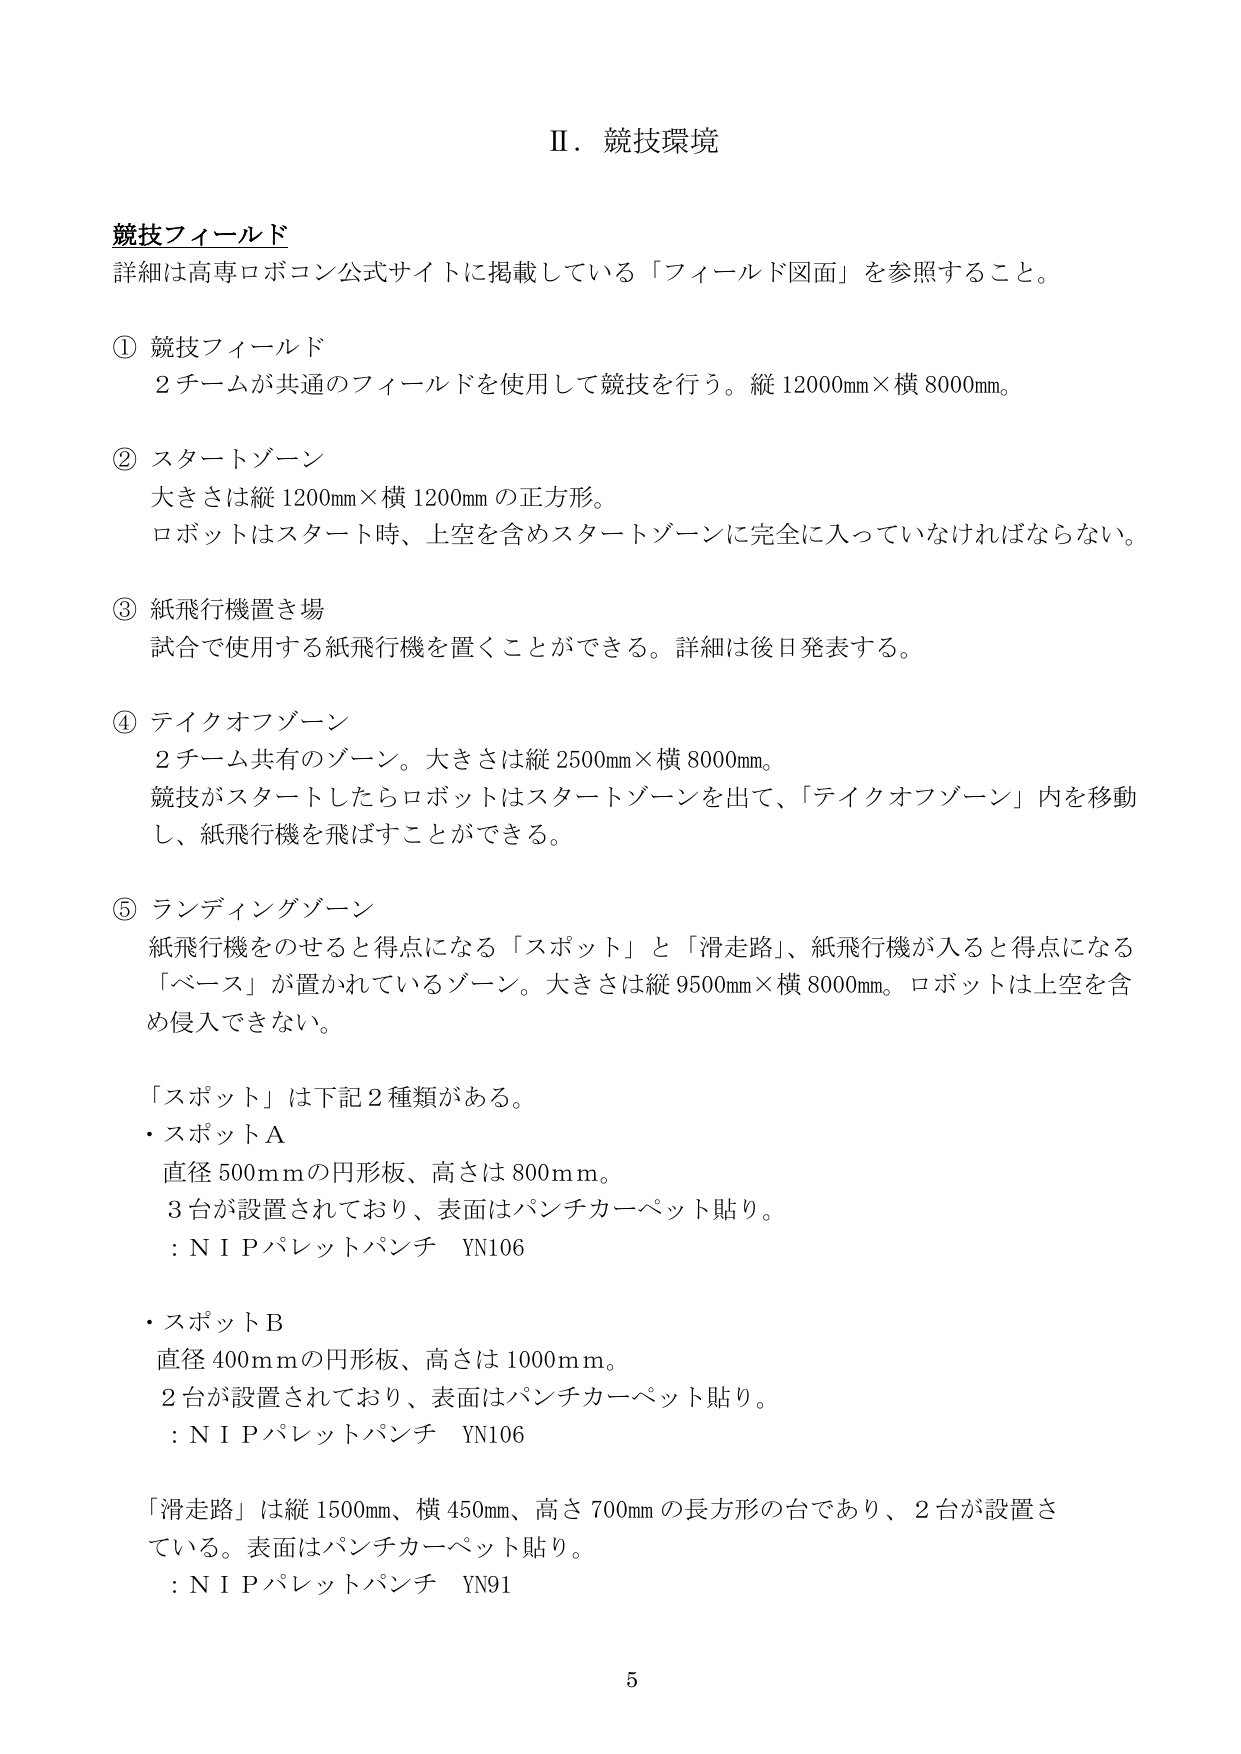 Ⅱ．競技環境
競技フィールド
詳細は高専ロボコン公式サイトに掲載している「フィールド図面」を参照すること。
① 競技フィールド
２チームが共通のフィールドを使用して競技を行う。縦 12000㎜×横 8000㎜。
② スタートゾーン
大きさは縦 1200㎜×横 1200㎜ の正方形。
ロボットはスタート時、上空を含めスタートゾーンに完全に入っていなければならない。
③ 紙飛行機置き場
試合で使用する紙飛行機を置くことができる。詳細は後日発表する。
④ テイクオフゾーン
２チーム共有のゾーン。大きさは縦 2500㎜×横 8000㎜。
競技がスタートしたらロボットはスタートゾーンを出て、「テイクオフゾーン」内を移動
し、紙飛行機を飛ばすことができる。
⑤ ランディングゾーン
紙飛行機をのせると得点になる「スポット」と「滑走路」、紙飛行機が入ると得点になる
「ベース」が置かれているゾーン。大きさは縦 9500㎜×横 8000㎜。ロボットは上空を含
め侵入できない。
「スポット」は下記２種類がある。
・スポットＡ
直径 500ｍｍの円形板、高さは 800ｍｍ。
３台が設置されており、表面はパンチカーペット貼り。
：ＮＩＰパレットパンチ　YN106
・スポットＢ
直径 400ｍｍの円形板、高さは 1000ｍｍ。
２台が設置されており、表面はパンチカーペット貼り。
：ＮＩＰパレットパンチ　YN106
「滑走路」は縦 1500㎜、横 450㎜、高さ 700㎜ の長方形の台であり、２台が設置さ
ている。表面はパンチカーペット貼り。
：ＮＩＰパレットパンチ　YN91
5